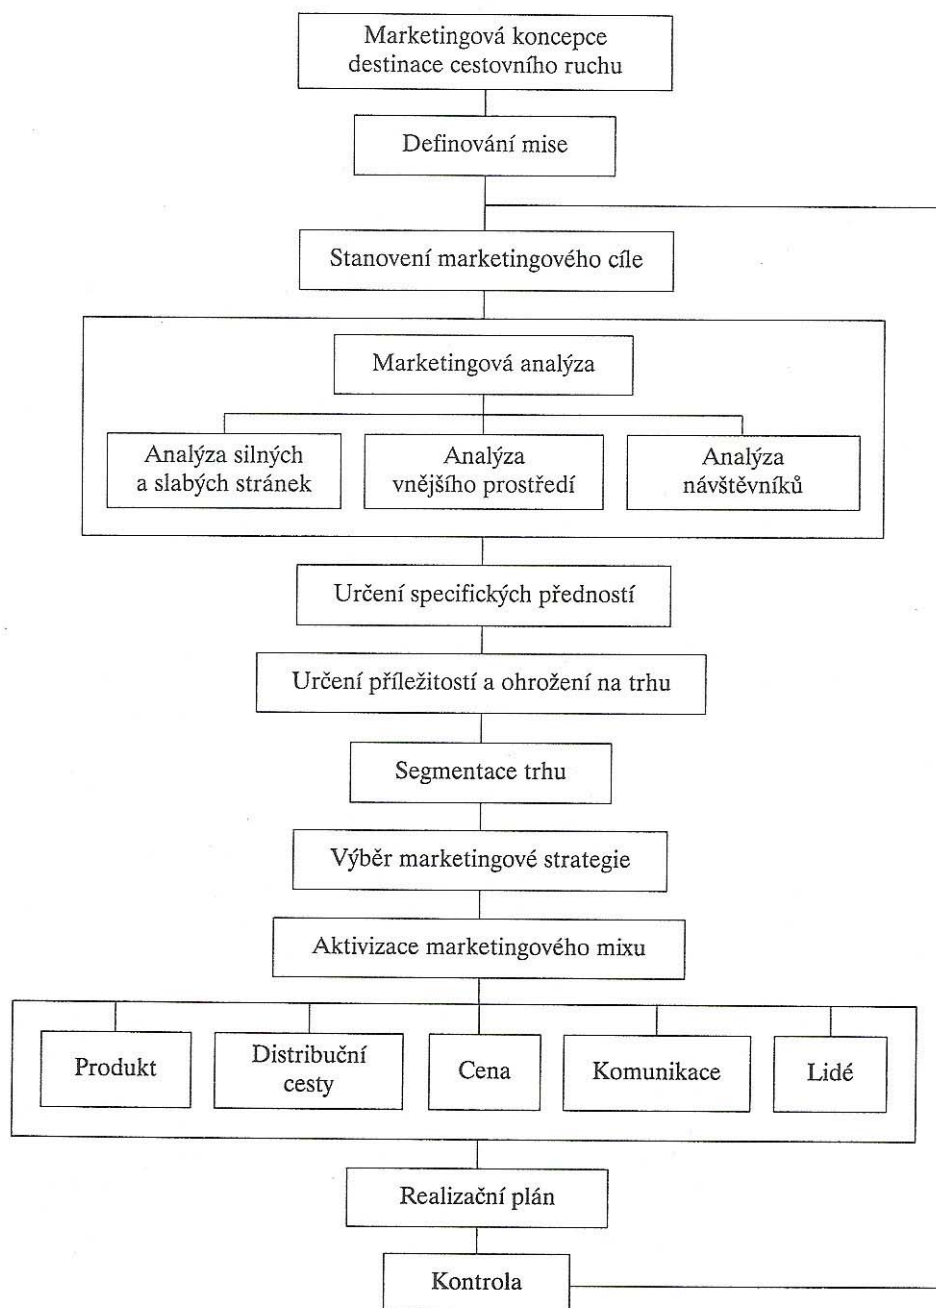 Marketingová koncepce
destinace cestovního ruchu
Definování mise
Stanovení marketingového cíle
Marketingová analýza
Analýza silných
a slabých stránek
Analýza
vnějšího prostředí
Analýza
návštěvníků
Určení specifických předností
Určení příležitostí a ohrožení na trhu
Segmentace trhu
Výběr marketingové strategie
Aktivizace marketingového mixu
Produkt
Distribuční
cesty
Cena
Komunikace
Lidé
Realizační plán
Kontrola